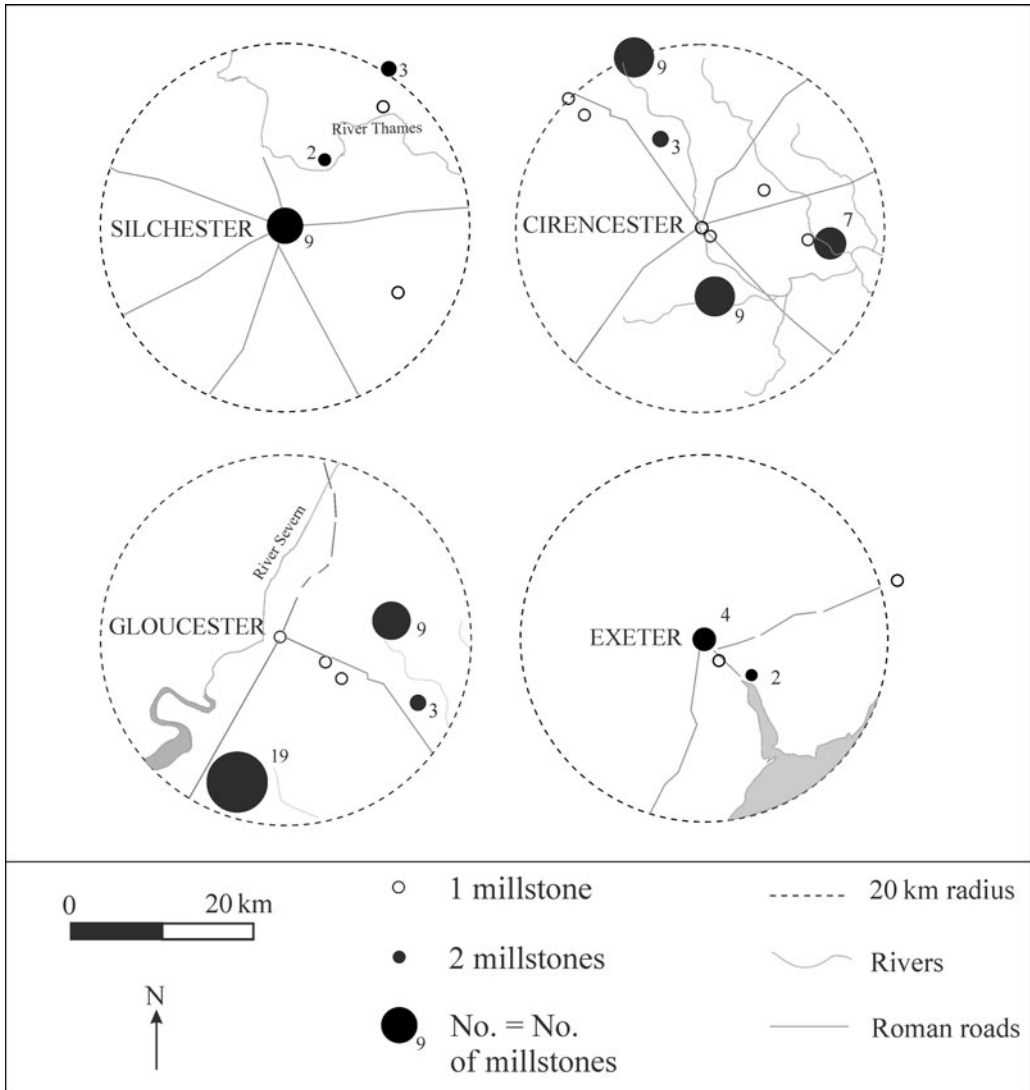 3
River Thames
2
SILCHESTER
9
9
3
CIRENCESTER
7
9
River Severn
GLOUCESTER
9
3
19
4
EXETER
2
0 20 km
N
1 millstone
2 millstones
9
No. = No.
of millstones
20 km radius
Rivers
Roman roads